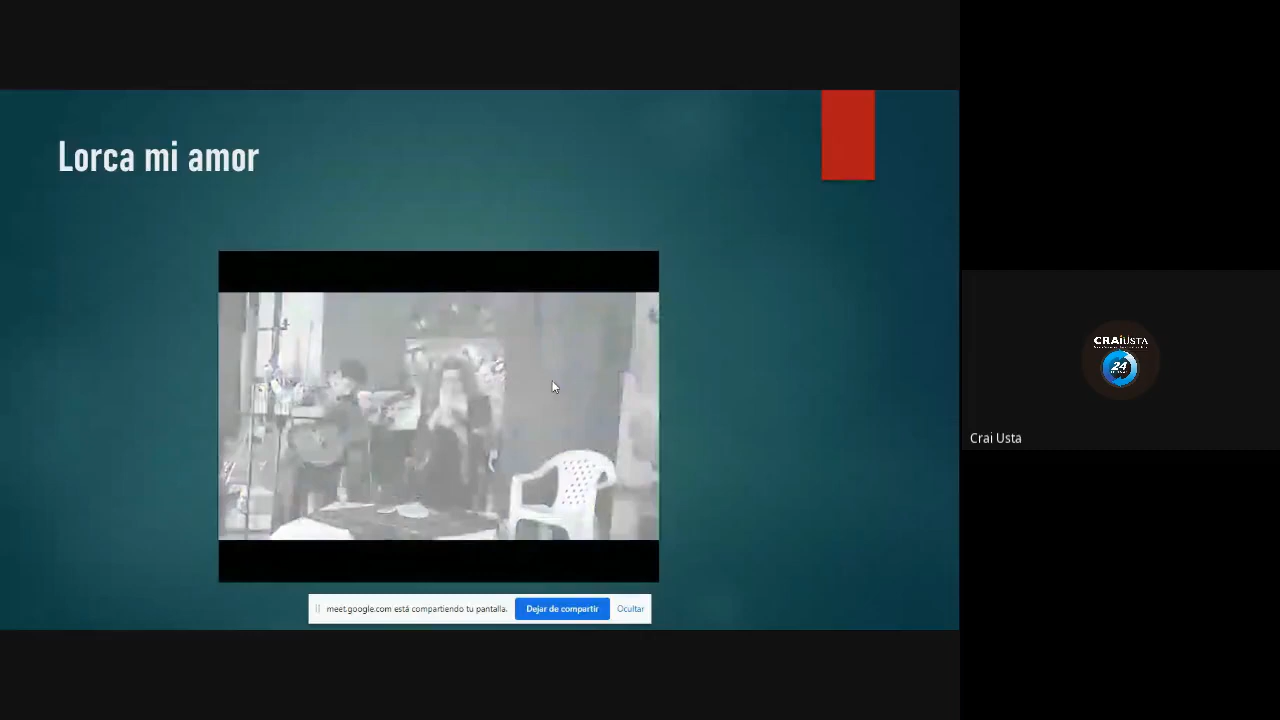 Lorca mi amor
CRAiUSTA
24
meet.google.com está compartiendo tu pantalla.
Dejar de compartir
Ocultar
Crai Usta